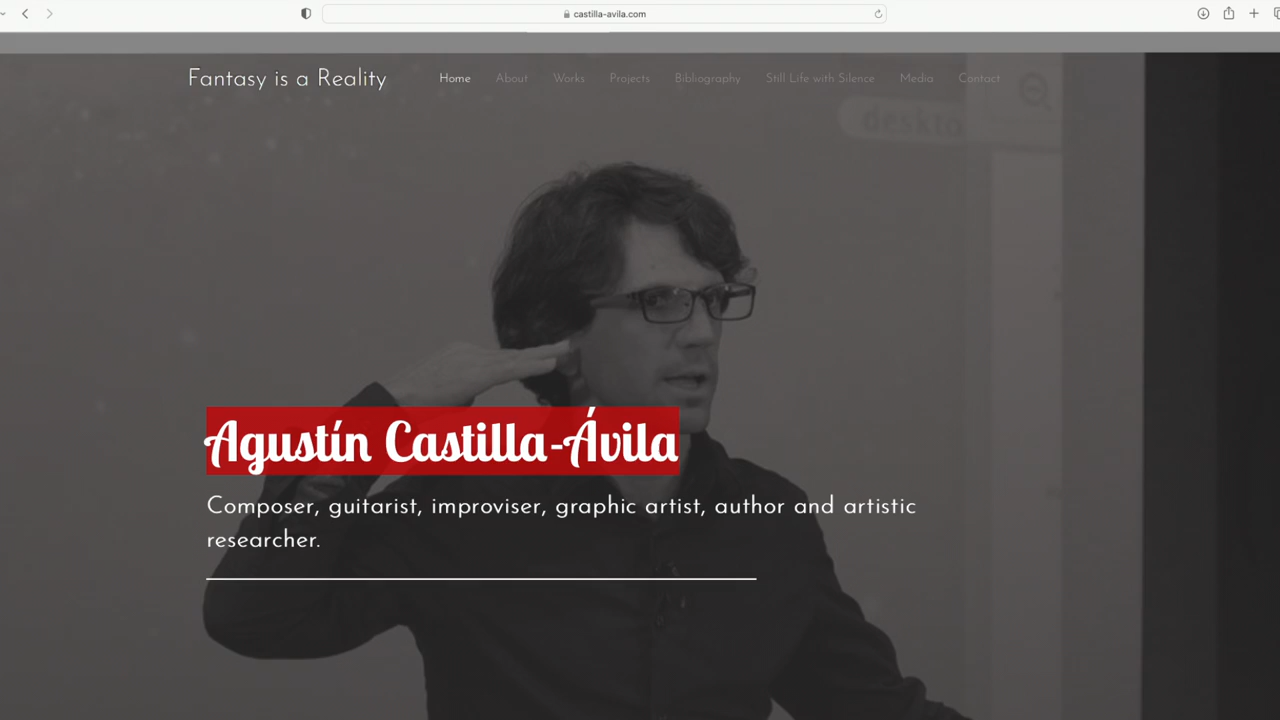 castilla-avila.com
Fantasy is a Reality
Home About Works Projects Bibliography Still Life with Silence Media Contact
deskto
Agustín Castilla-Ávila
Composer, guitarist, improviser, graphic artist, author and artistic
researcher.